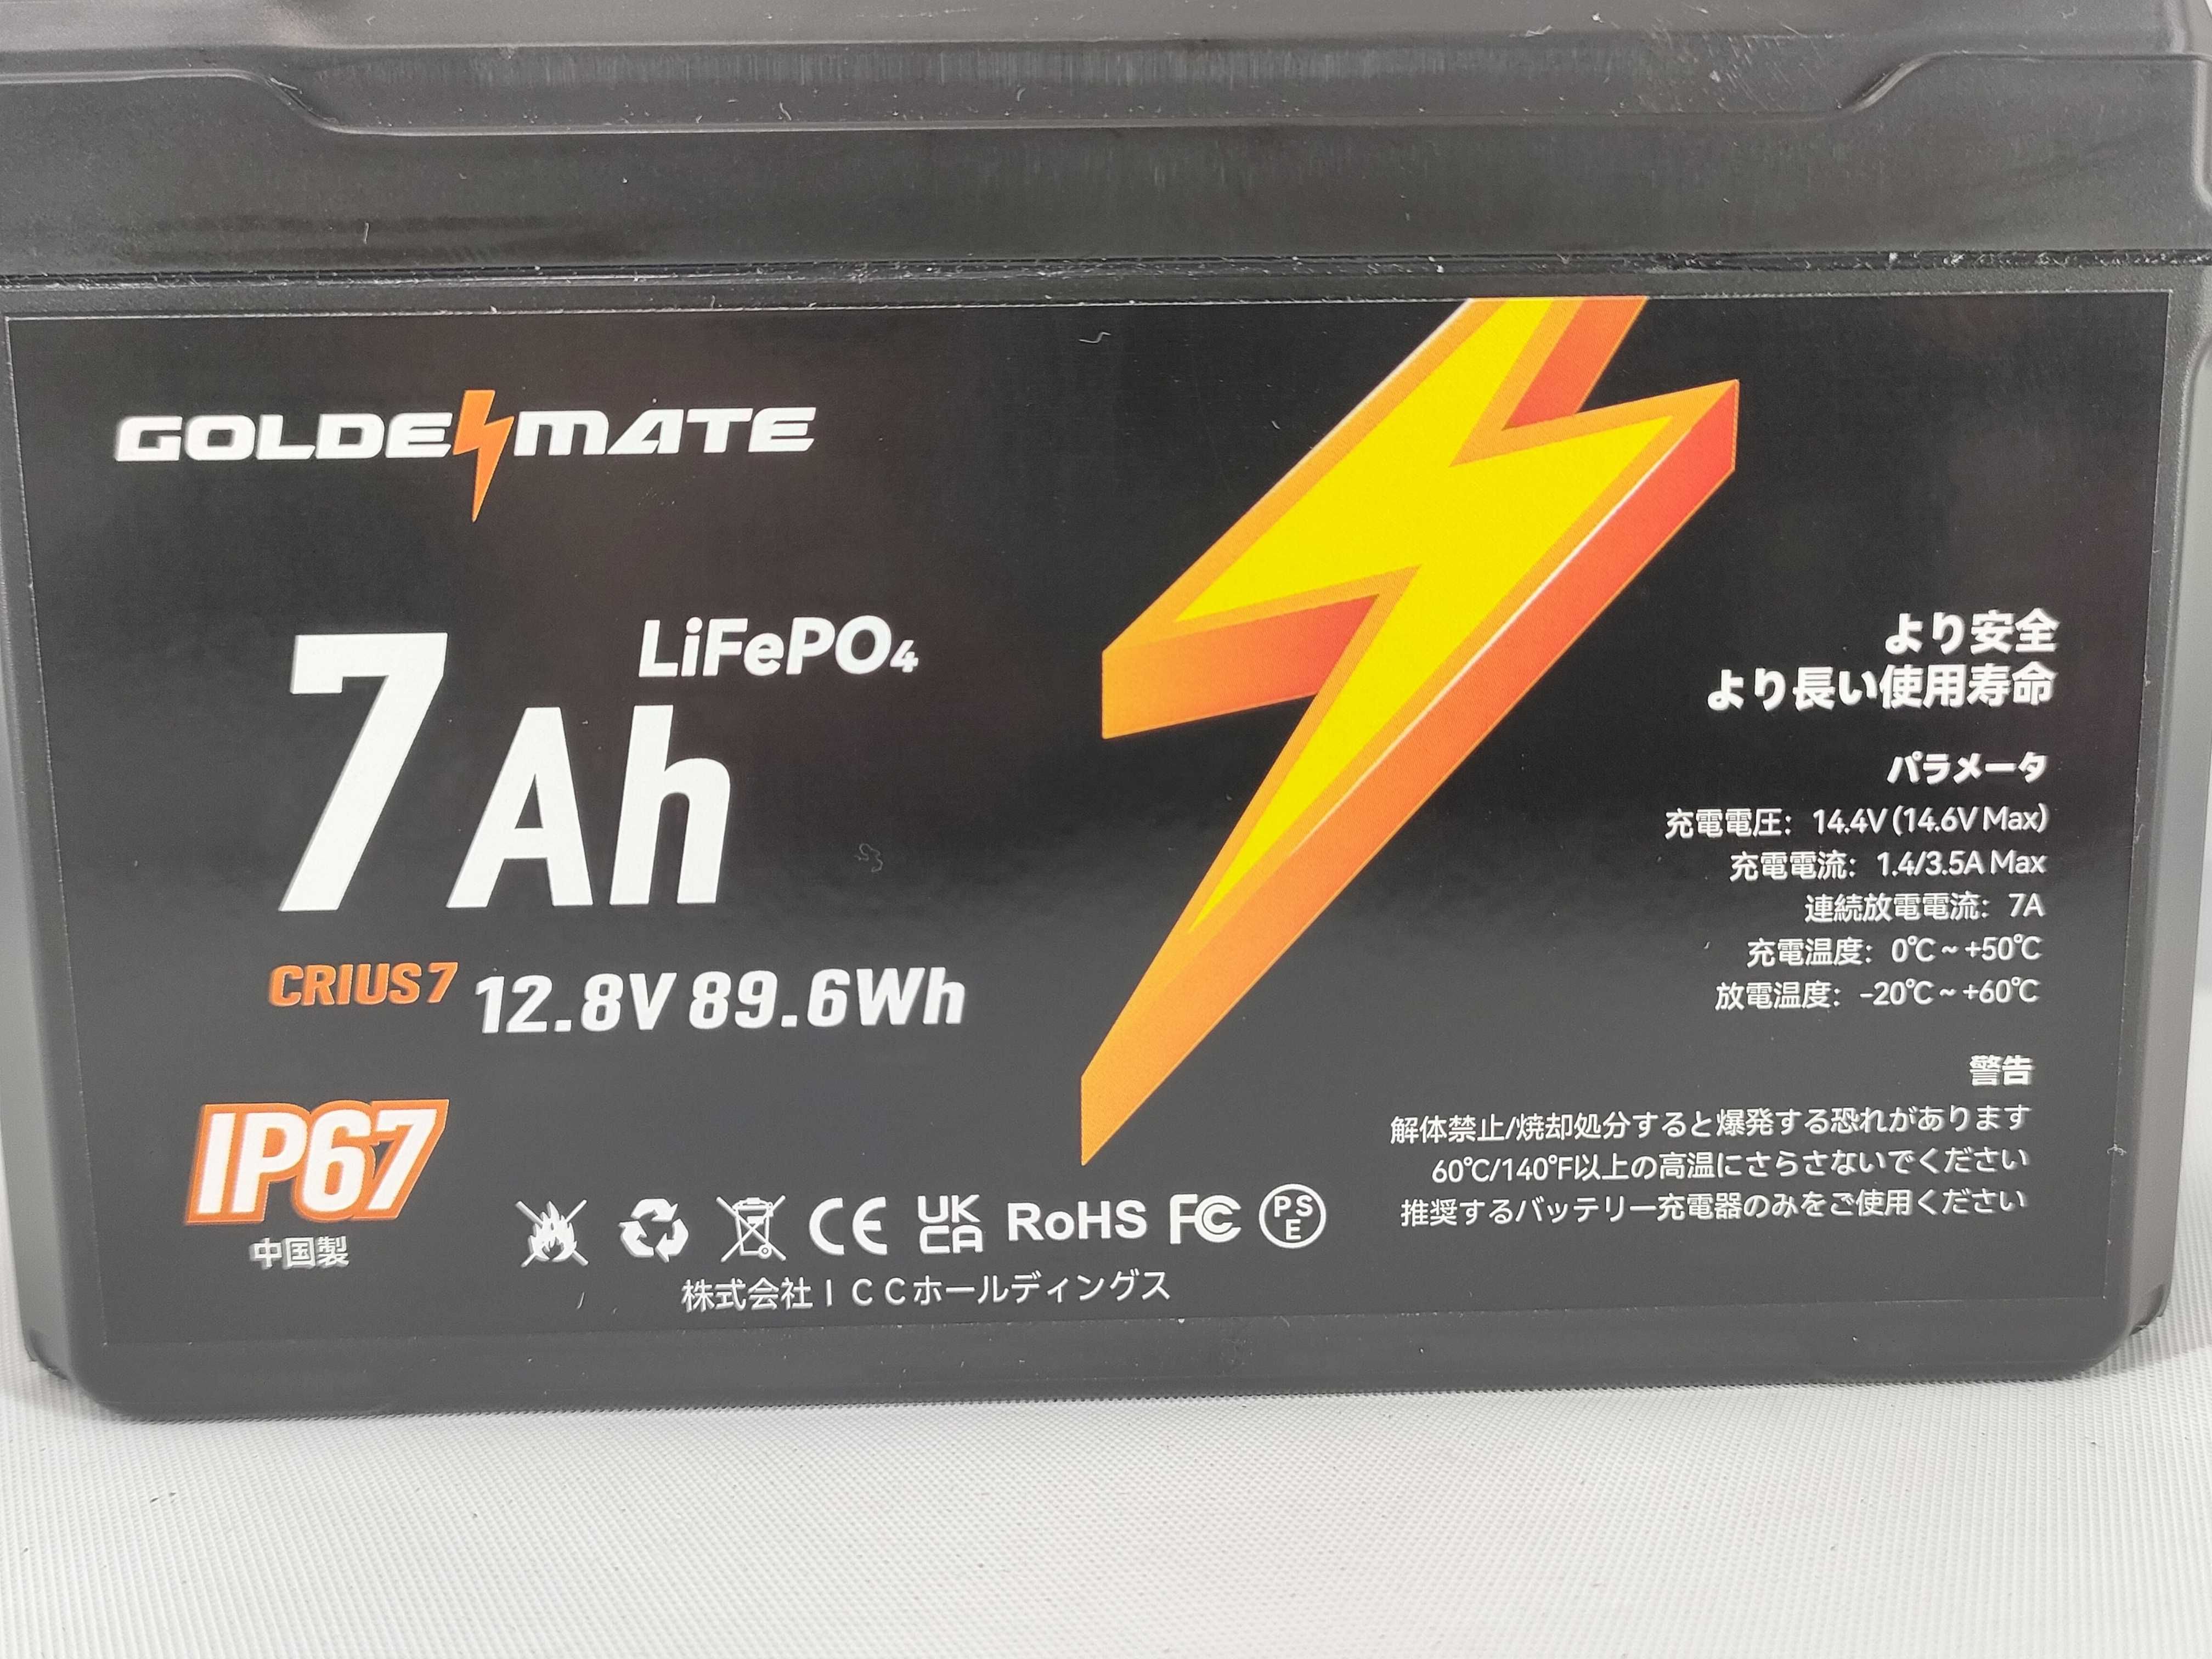 GOLDENMATE
LiFePO₄
7Ah
CRIUS7 12.8V 89.6Wh
IP67
中国製
CE UK CA RoHS FC PSE
株式会社ICCホールディングス
より安全
より長い使用寿命
パラメータ
充電電圧：14.4V (14.6V Max)
充電電流：1.4/3.5A Max
連続放電電流：7A
充電温度：0℃ ~ +50℃
放電温度：-20℃ ~ +60℃
警告
解体禁止/焼却処分すると爆発する恐れがあります
60℃/140℉以上の高温にさらさないでください
推奨するバッテリー充電器のみをご使用ください